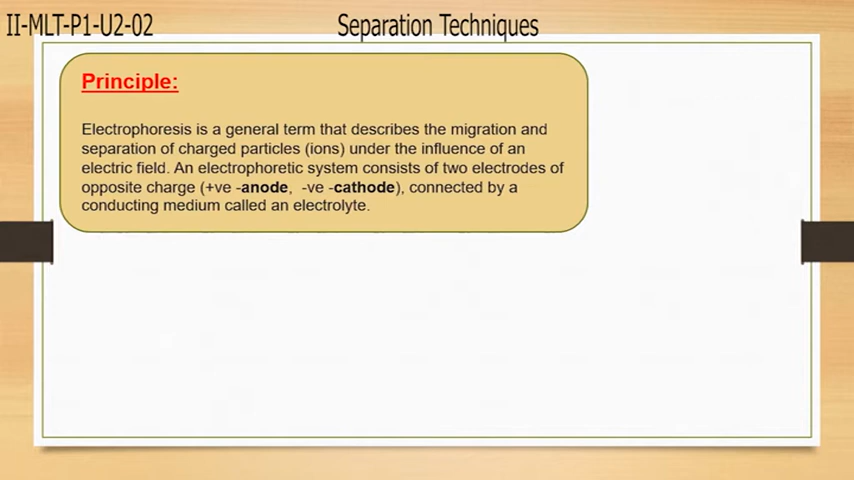 II-MLT-P1-U2-02
Separation Techniques
Principle:
Electrophoresis is a general term that describes the migration and
separation of charged particles (ions) under the influence of an
electric field. An electrophoretic system consists of two electrodes of
opposite charge (+ve -anode, -ve -cathode), connected by a
conducting medium called an electrolyte.